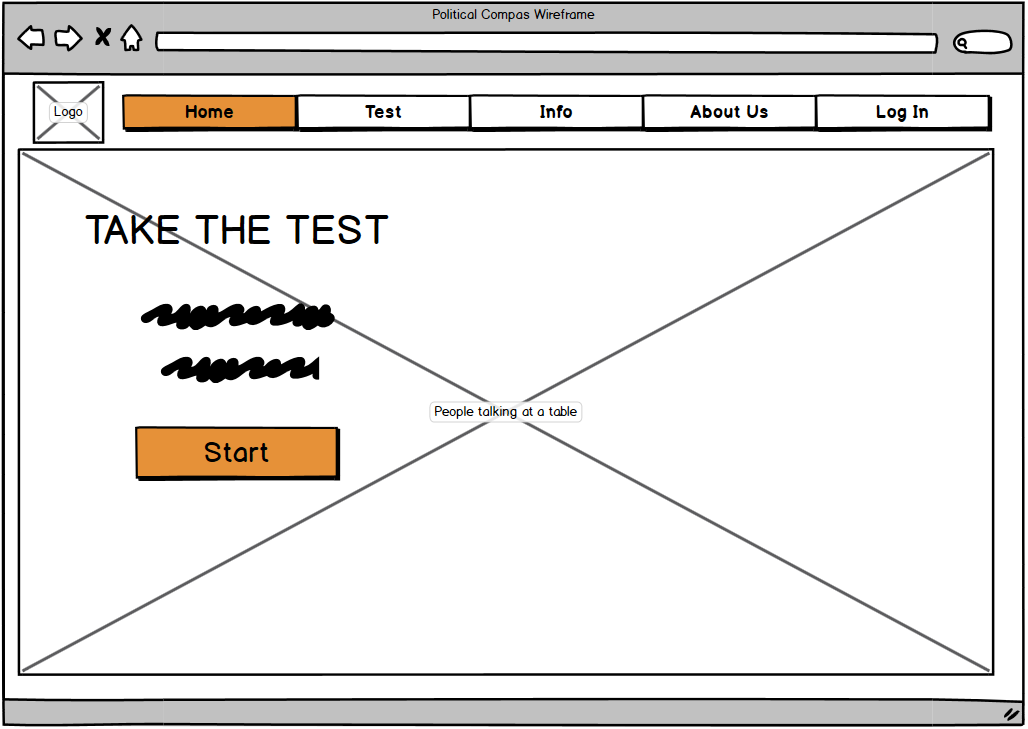 Political Compas Wireframe
Logo
Home Test Info About Us Log In
TAKE THE TEST
People talking at a table
Start